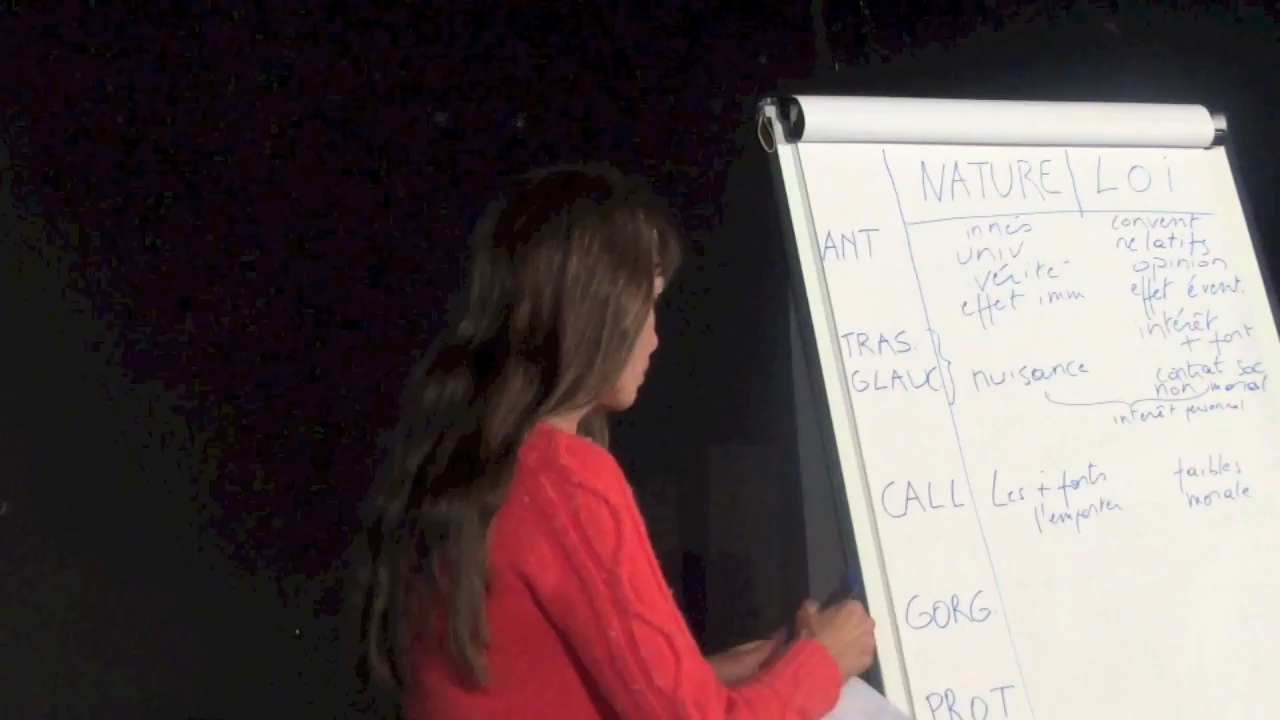 NATURE LOi
ANT innés convent
univ relatifs
vérité opinion
effet imm effet évent.
intérêt
TRAS. + fort
GLAUC. nuisance contrat Soc
non moral
intérêt personnel
CALL Les + forts faibles
l'emporter morale
GORG.
PROT